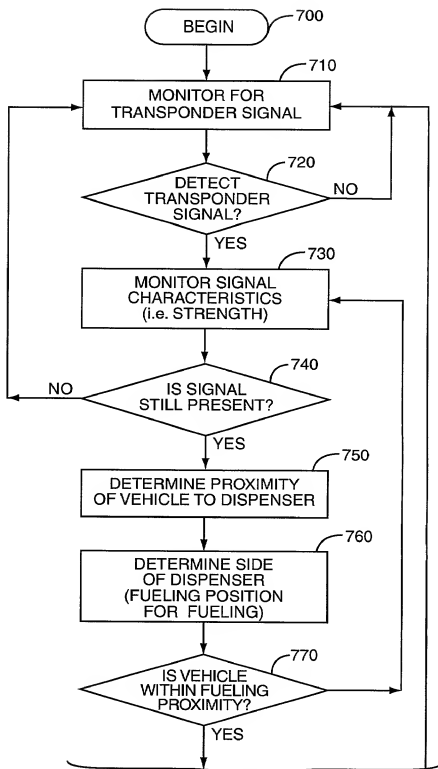 BEGIN
700
710
MONITOR FOR
TRANSPONDER SIGNAL
720
DETECT
TRANSPONDER
SIGNAL?
NO
YES
730
MONITOR SIGNAL
CHARACTERISTICS
(i.e. STRENGTH)
740
NO
IS SIGNAL
STILL PRESENT?
YES
750
DETERMINE PROXIMITY
OF VEHICLE TO DISPENSER
760
DETERMINE SIDE
OF DISPENSER
(FUELING POSITION
FOR FUELING)
770
IS VEHICLE
WITHIN FUELING
PROXIMITY?
YES